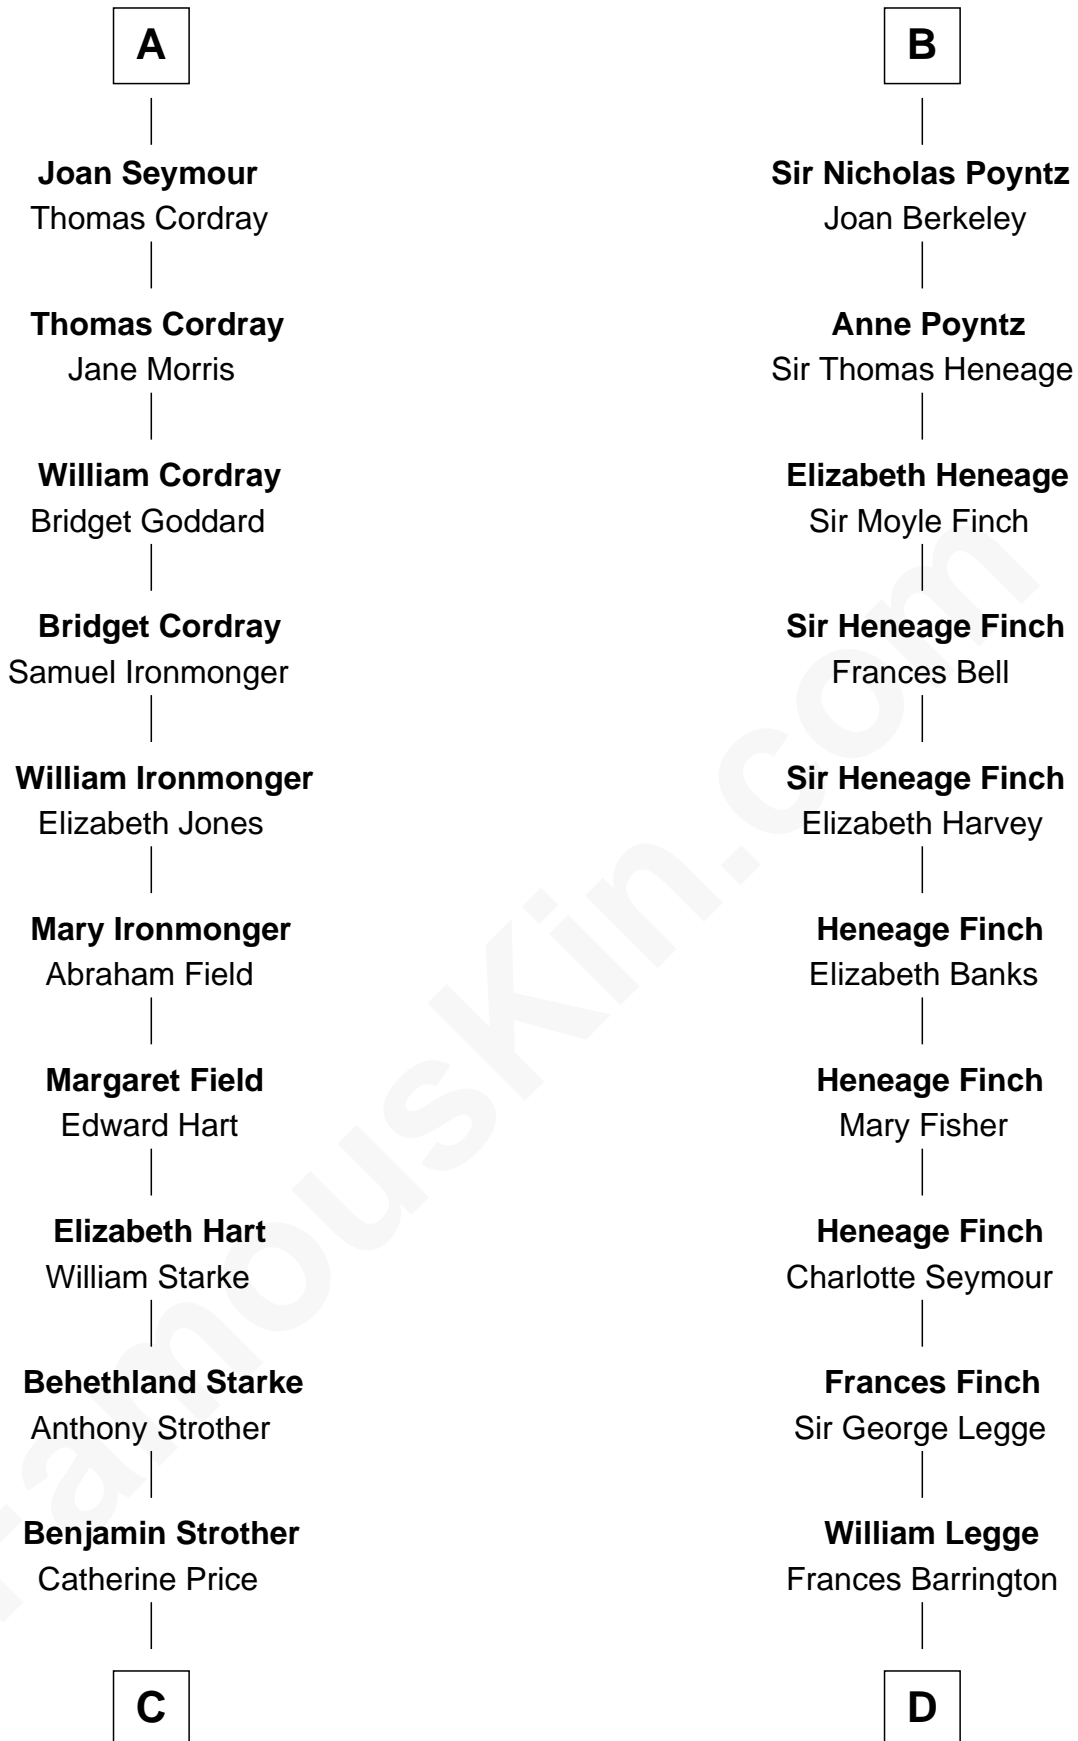 A
Joan Seymour
Thomas Cordray
Thomas Cordray
Jane Morris
William Cordray
Bridget Goddard
Bridget Cordray
Samuel Ironmonger
William Ironmonger
Elizabeth Jones
Mary Ironmonger
Abraham Field
Margaret Field
Edward Hart
Elizabeth Hart
William Starke
Behethland Starke
Anthony Strother
Benjamin Strother
Catherine Price
C
B
Sir Nicholas Poyntz
Joan Berkeley
Anne Poyntz
Sir Thomas Heneage
Elizabeth Heneage
Sir Moyle Finch
Sir Heneage Finch
Frances Bell
Sir Heneage Finch
Elizabeth Harvey
Heneage Finch
Elizabeth Banks
Heneage Finch
Mary Fisher
Heneage Finch
Charlotte Seymour
Frances Finch
Sir George Legge
William Legge
Frances Barrington
D
FamousKin.com